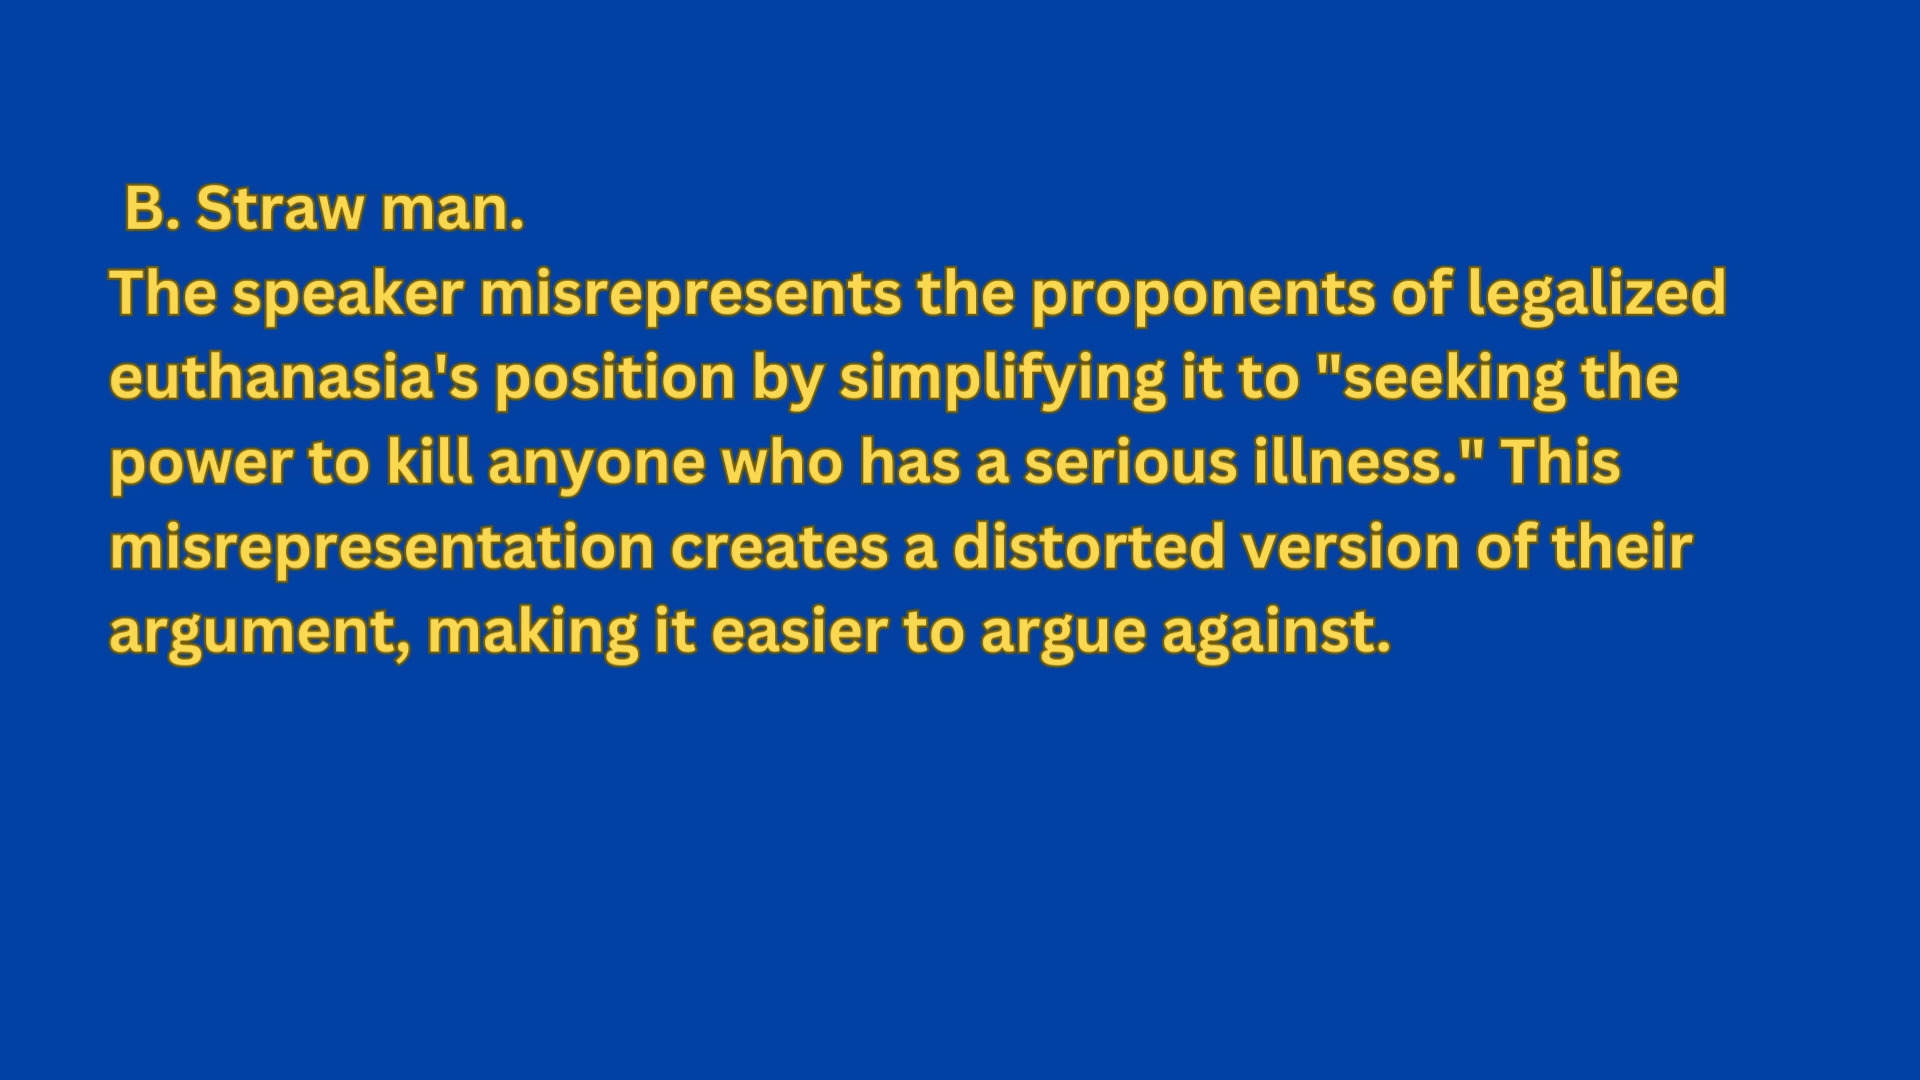 B. Straw man.
The speaker misrepresents the proponents of legalized
euthanasia's position by simplifying it to "seeking the
power to kill anyone who has a serious illness." This
misrepresentation creates a distorted version of their
argument, making it easier to argue against.